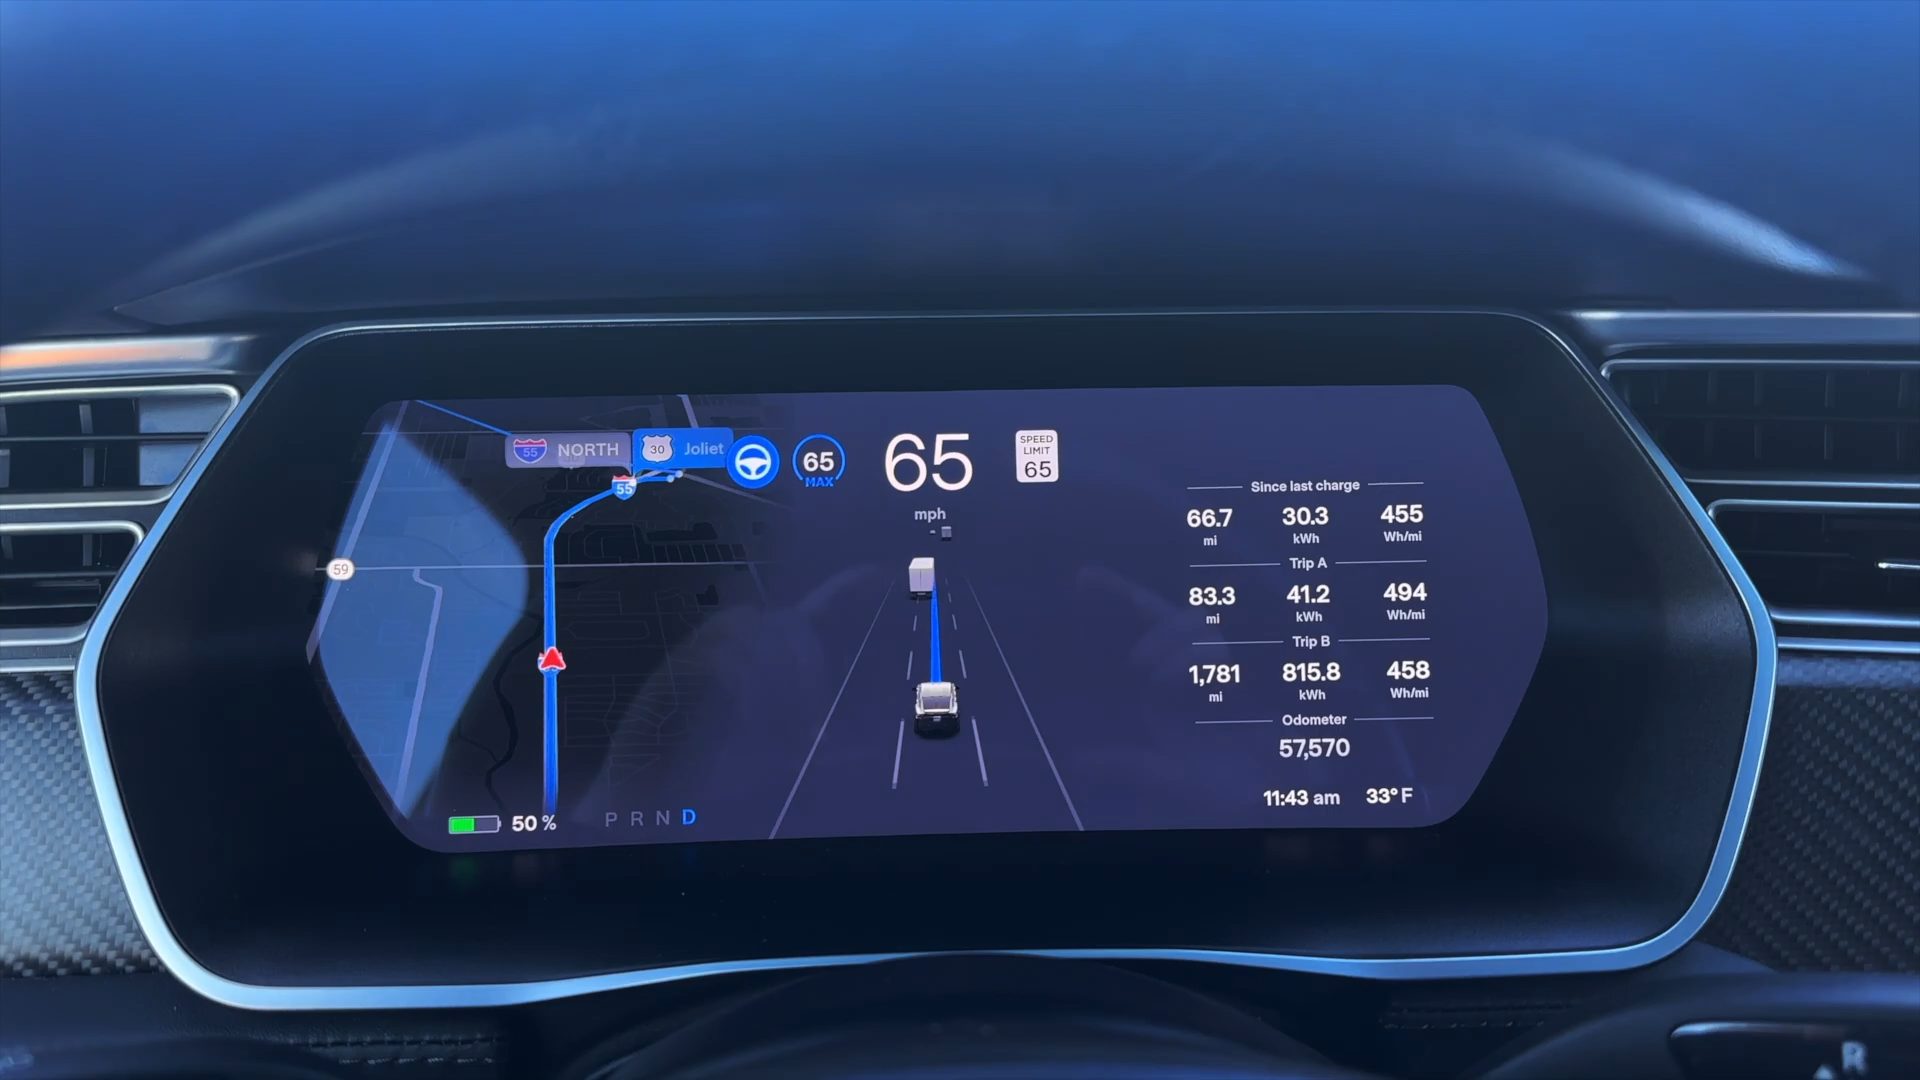 55 NORTH
30 Joliet
65
MAX
65
mph
SPEED
LIMIT
65
55
59
50 %
P R N D
Since last charge
66.7 30.3 455
mi kWh Wh/mi
Trip A
83.3 41.2 494
mi kWh Wh/mi
Trip B
1,781 815.8 458
mi kWh Wh/mi
Odometer
57,570
11:43 am 33° F
R